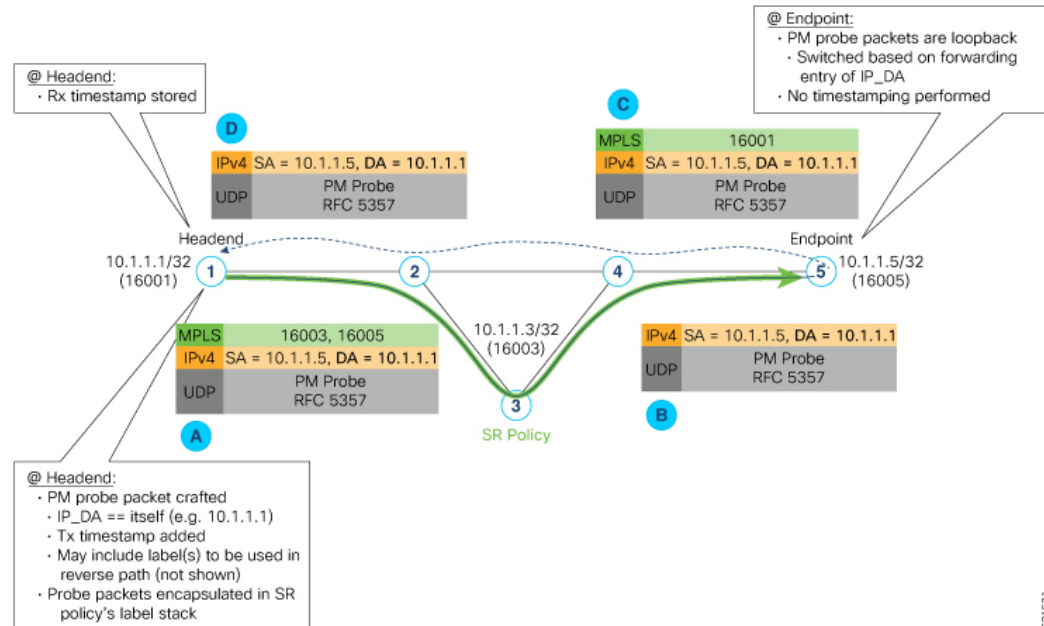 @ Endpoint:
· PM probe packets are loopback
· Switched based on forwarding
entry of IP_DA
· No timestamping performed
@ Headend:
· Rx timestamp stored
D
IPv4 SA = 10.1.1.5, DA = 10.1.1.1
UDP
PM Probe
RFC 5357
C
MPLS 16001
IPv4 SA = 10.1.1.5, DA = 10.1.1.1
UDP
PM Probe
RFC 5357
Headend
10.1.1.1/32
(16001)
1
2
4
5
Endpoint
10.1.1.5/32
(16005)
10.1.1.3/32
(16003)
3
SR Policy
MPLS 16003, 16005
IPv4 SA = 10.1.1.5, DA = 10.1.1.1
UDP
PM Probe
RFC 5357
A
IPv4 SA = 10.1.1.5, DA = 10.1.1.1
UDP
PM Probe
RFC 5357
B
@ Headend:
· PM probe packet crafted
· IP_DA == itself (e.g. 10.1.1.1)
· Tx timestamp added
· May include label(s) to be used in
reverse path (not shown)
· Probe packets encapsulated in SR
policy's label stack